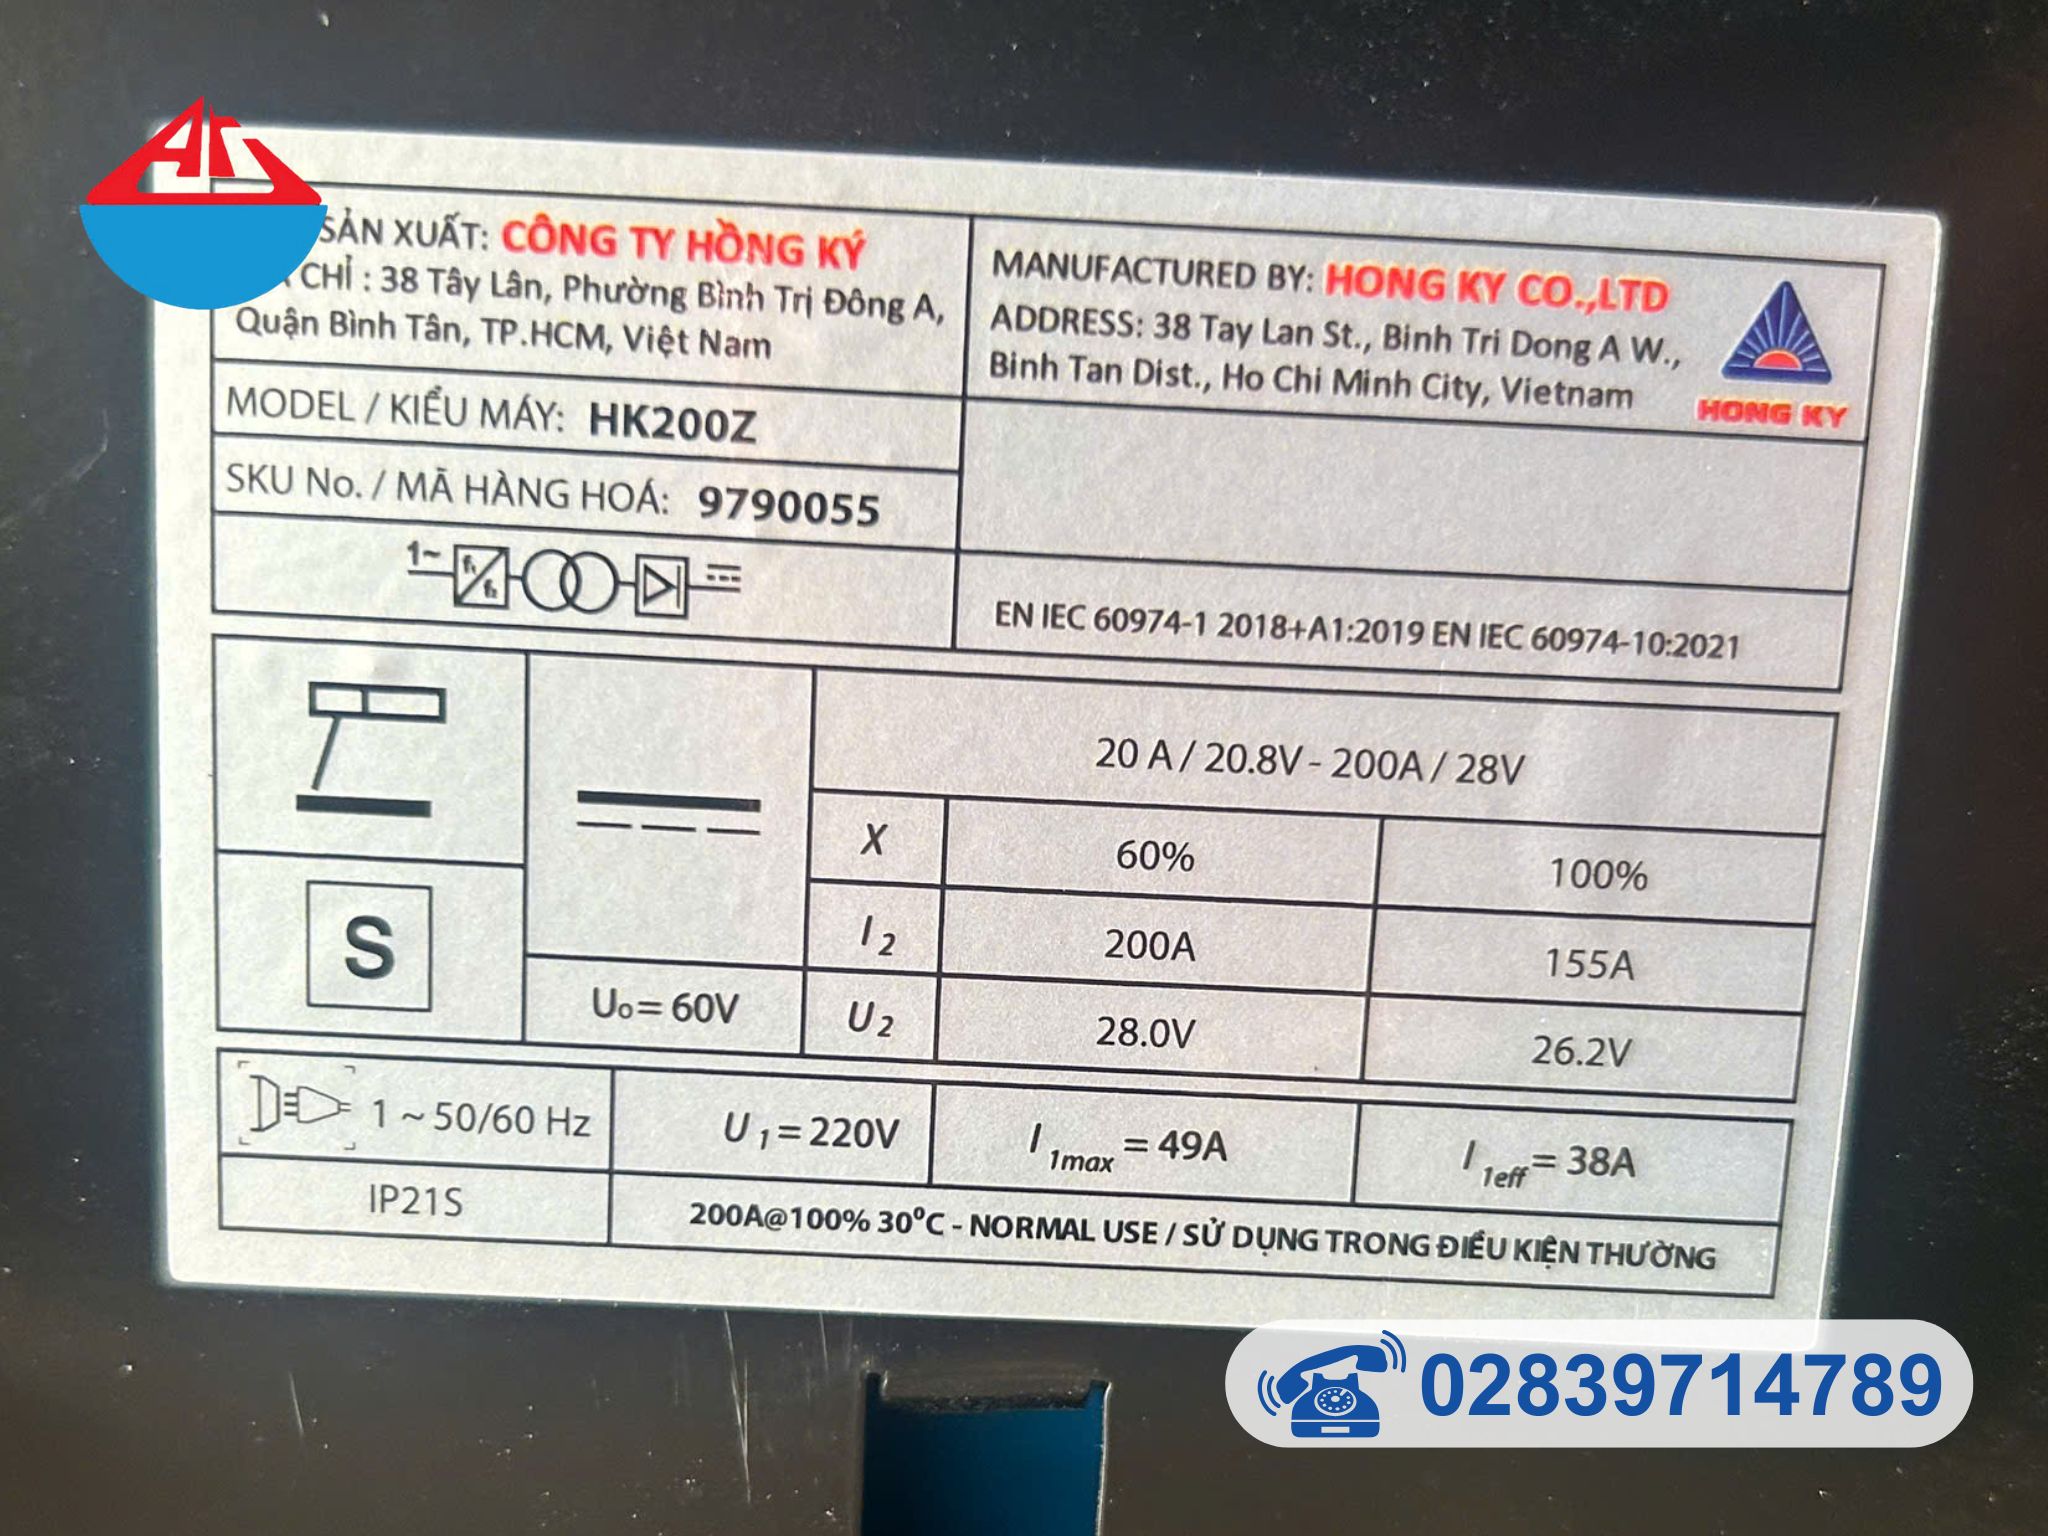 SẢN XUẤT: CÔNG TY HỒNG KÝ
CHỈ : 38 Tây Lân, Phường Bình Trị Đông A,
Quận Bình Tân, TP.HCM, Việt Nam
MANUFACTURED BY: HONG KY CO.,LTD
ADDRESS: 38 Tay Lan St., Binh Tri Dong A W.,
Binh Tan Dist., Ho Chi Minh City, Vietnam
HONG KY
MODEL / KIỂU MÁY: HK200Z
SKU No. / MÃ HÀNG HOÁ: 9790055
1~ f₁ f₂
EN IEC 60974-1 2018+A1:2019 EN IEC 60974-10:2021
20 A / 20.8V - 200A / 28V
X 60% 100%
S
I₂ 200A 155A
U₀= 60V
U₂ 28.0V 26.2V
1 ~ 50/60 Hz U₁= 220V I1max = 49A I1eff = 38A
IP21S
200A@100% 30⁰C - NORMAL USE / SỬ DỤNG TRONG ĐIỀU KIỆN THƯỜNG
02839714789